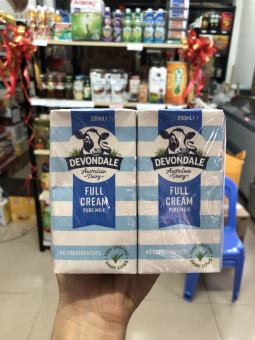 200mL
200mL
DEVONDALE
Australian
Dairy
FULL
CREAM
PURE MILK
NO PRESERVATIVES
DEVONDALE
Australian
Dairy
FULL
CREAM
PURE MILK
NO PRESERVATIVES